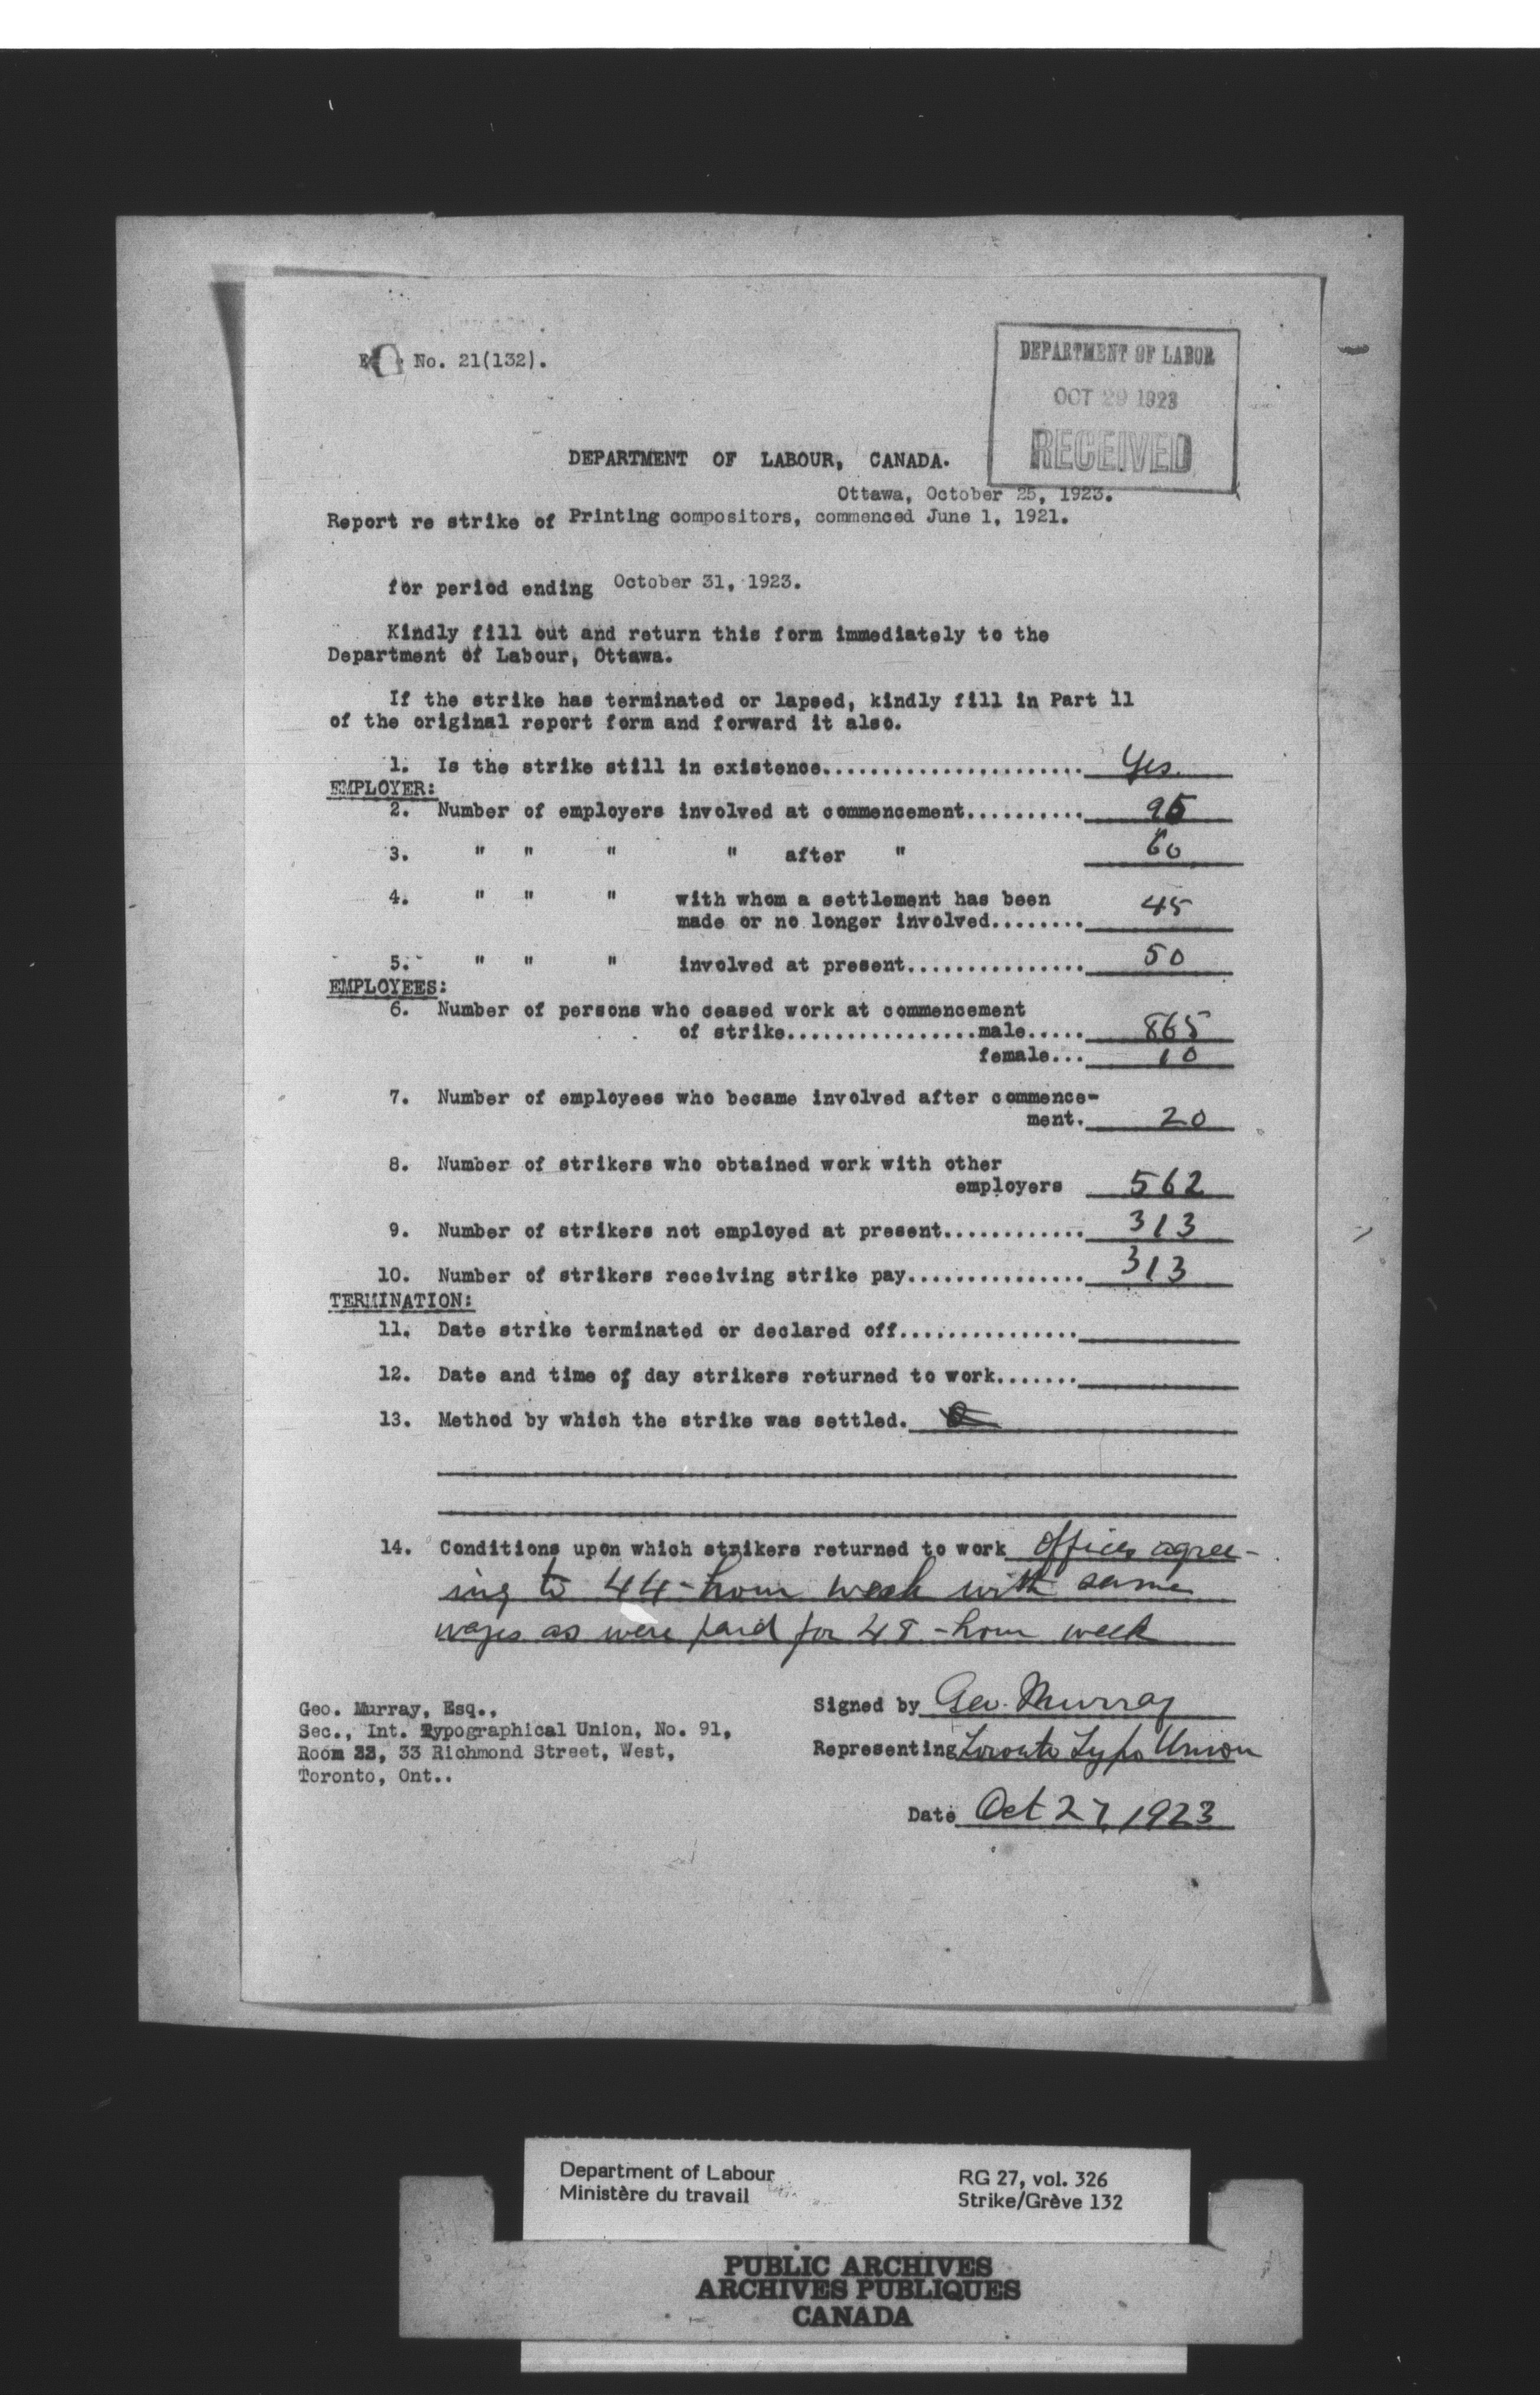 No. 21(132).
DEPARTMENT OF LABOR
OCT 29 1923
RECEIVED
DEPARTMENT OF LABOUR, CANADA.
Ottawa, October 25, 1923.
Report re strike of Printing compositors, commenced June 1, 1921.
for period ending October 31, 1923.
Kindly fill out and return this form immediately to the
Department of Labour, Ottawa.
If the strike has terminated or lapsed, kindly fill in Part 11
of the original report form and forward it also.
1. Is the strike still in existence...................... Yes.
EMPLOYER:
2. Number of employers involved at commencement.......... 95
3. " " " " after " 60
4. " " " with whom a settlement has been
made or no longer involved........ 45
5. " " " involved at present............... 50
EMPLOYEES:
6. Number of persons who ceased work at commencement
of strike................male..... 865
female... 10
7. Number of employees who became involved after commence-
ment. 20
8. Number of strikers who obtained work with other
employers 562
9. Number of strikers not employed at present............ 313
10. Number of strikers receiving strike pay............... 313
TERMINATION:
11. Date strike terminated or declared off...............
12. Date and time of day strikers returned to work.......
13. Method by which the strike was settled.
14. Conditions upon which strikers returned to work Offices agree-
ing to 44-hour week with same
wages as were paid for 48-hour week
Geo. Murray, Esq.,
Sec., Int. Typographical Union, No. 91,
Room 22, 33 Richmond Street, West,
Toronto, Ont..
Signed by Geo. Murray
Representing Toronto Typo Union
Date Oct 27, 1923
Department of Labour
Ministère du travail
RG 27, vol. 326
Strike/Grève 132
PUBLIC ARCHIVES
ARCHIVES PUBLIQUES
CANADA